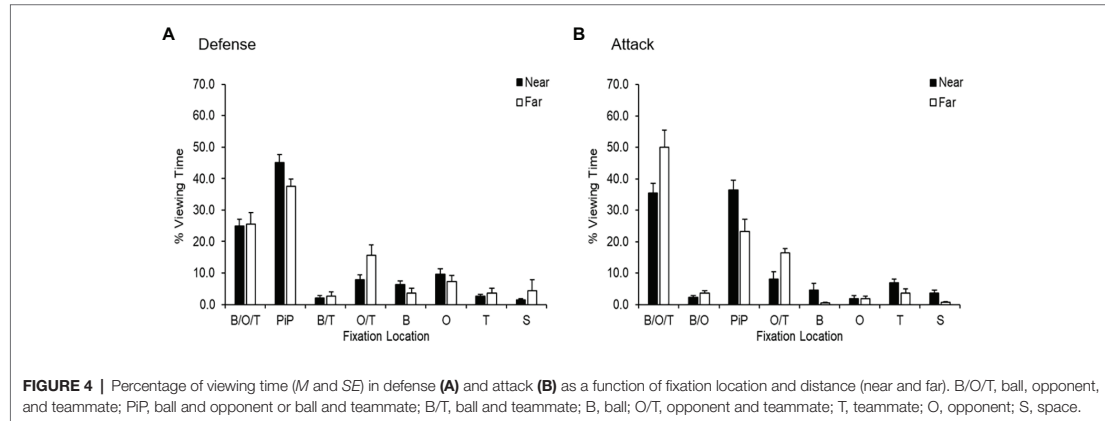 A
Defense
70.0
60.0
50.0
40.0
30.0
20.0
10.0
0.0
% Viewing Time
Near
Far
B/O/T PiP B/T O/T B O T S
Fixation Location
B
Attack
70.0
60.0
50.0
40.0
30.0
20.0
10.0
0.0
% Viewing Time
Near
Far
B/O/T B/O PiP O/T B O T S
Fixation Location
FIGURE 4 | Percentage of viewing time (M and SE) in defense (A) and attack (B) as a function of fixation location and distance (near and far). B/O/T, ball, opponent,
and teammate; PiP, ball and opponent or ball and teammate; B/T, ball and teammate; B, ball; O/T, opponent and teammate; T, teammate; O, opponent; S, space.